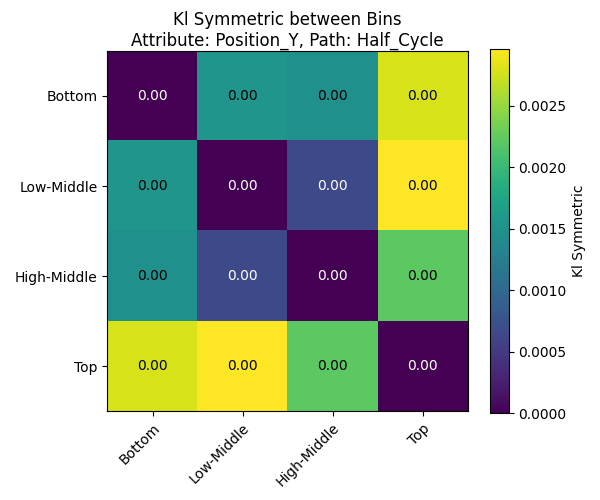 Kl Symmetric between Bins
Attribute: Position_Y, Path: Half_Cycle
Bottom 0.00 0.00 0.00 0.00
Low-Middle 0.00 0.00 0.00 0.00
High-Middle 0.00 0.00 0.00 0.00
Top 0.00 0.00 0.00 0.00
Bottom Low-Middle High-Middle Top
0.0025
0.0020
0.0015
0.0010
0.0005
0.0000
Kl Symmetric